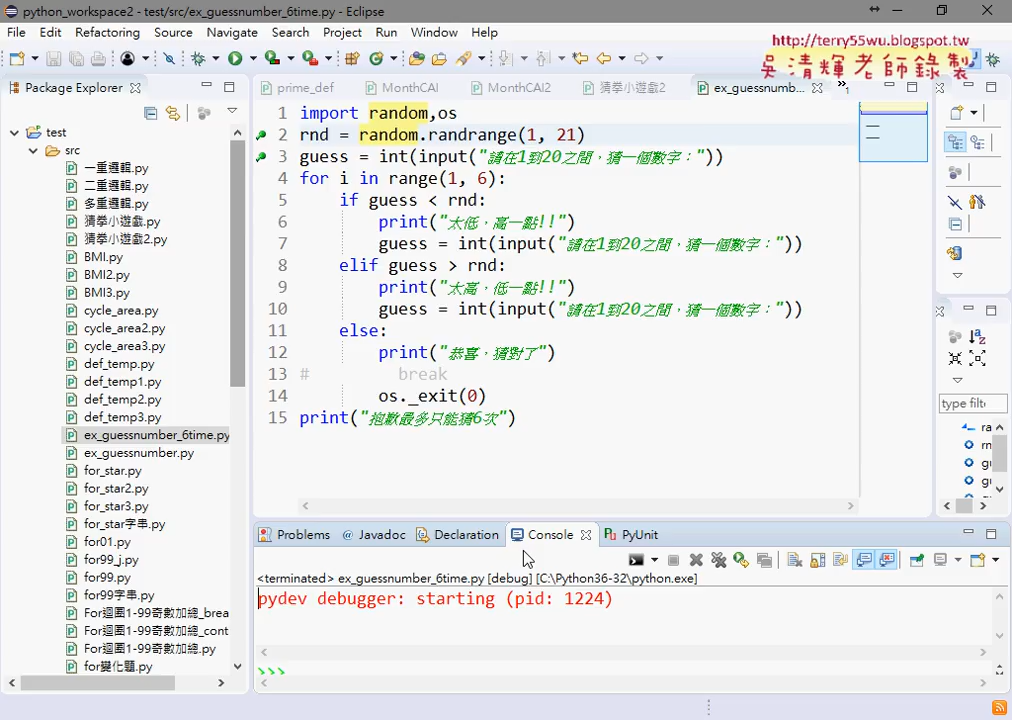 python_workspace2 - test/src/ex_guessnumber_6time.py - Eclipse
File Edit Refactoring Source Navigate Search Project Run Window Help
http://terry55wu.blogspot.tw
吳清輝老師錄製
Package Explorer
prime_def MonthCAl MonthCAl2 猜拳小遊戲2 ex_guessnumb... »1
test
src
一重邏輯.py
二重邏輯.py
多重邏輯.py
猜拳小遊戲.py
猜拳小遊戲2.py
BMI.py
BMI2.py
BMI3.py
cycle_area.py
cycle_area2.py
cycle_area3.py
def_temp.py
def_temp1.py
def_temp2.py
def_temp3.py
ex_guessnumber_6time.py
ex_guessnumber.py
for_star.py
for_star2.py
for_star3.py
for_star字串.py
for01.py
for99_j.py
for99.py
for99字串.py
For迴圈1-99奇數加總_brea
For迴圈1-99奇數加總_cont
For迴圈1-99奇數加總.py
for變化題.py
1 import random,os
2 rnd = random.randrange(1, 21)
3 guess = int(input("請在1到20之間，猜一個數字："))
4 for i in range(1, 6):
5 if guess < rnd:
6 print("太低，高一點!!")
7 guess = int(input("請在1到20之間，猜一個數字："))
8 elif guess > rnd:
9 print("太高，低一點!!")
10 guess = int(input("請在1到20之間，猜一個數字："))
11 else:
12 print("恭喜，猜對了")
13 # break
14 os._exit(0)
15 print("抱歉最多只能猜6次")
type filte
ra
rn
gu
gu
Problems Javadoc Declaration Console PyUnit
<terminated> ex_guessnumber_6time.py [debug] [C:\Python36-32\python.exe]
pydev debugger: starting (pid: 1224)
>>>